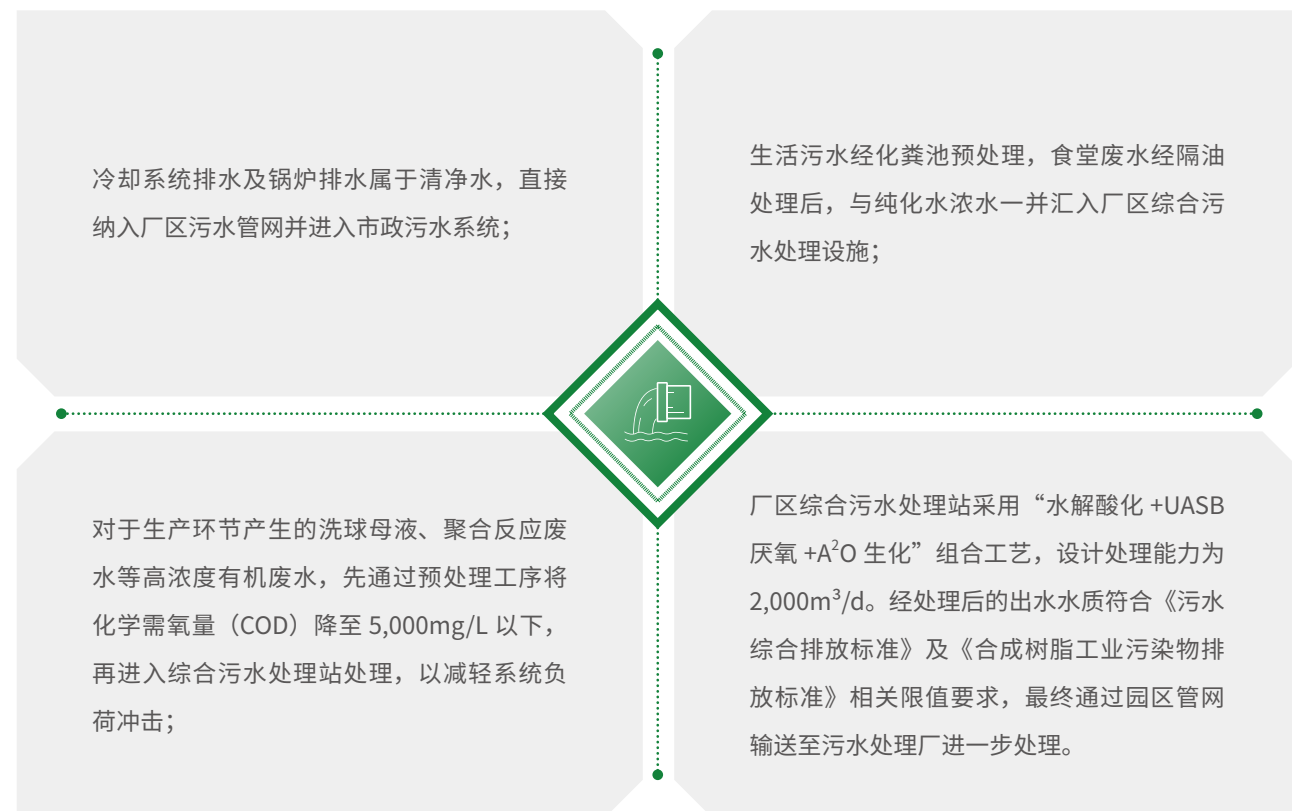 冷却系统排水及锅炉排水属于清净水，直接
纳入厂区污水管网并进入市政污水系统；
生活污水经化粪池预处理，食堂废水经隔油
处理后，与纯化水浓水一并汇入厂区综合污
水处理设施；
对于生产环节产生的洗球母液、聚合反应废
水等高浓度有机废水，先通过预处理工序将
化学需氧量（COD）降至 5,000mg/L 以下，
再进入综合污水处理站处理，以减轻系统负
荷冲击；
厂区综合污水处理站采用“水解酸化 +UASB
厌氧 +A²O 生化”组合工艺，设计处理能力为
2,000m³/d。经处理后的出水水质符合《污水
综合排放标准》及《合成树脂工业污染物排
放标准》相关限值要求，最终通过园区管网
输送至污水处理厂进一步处理。